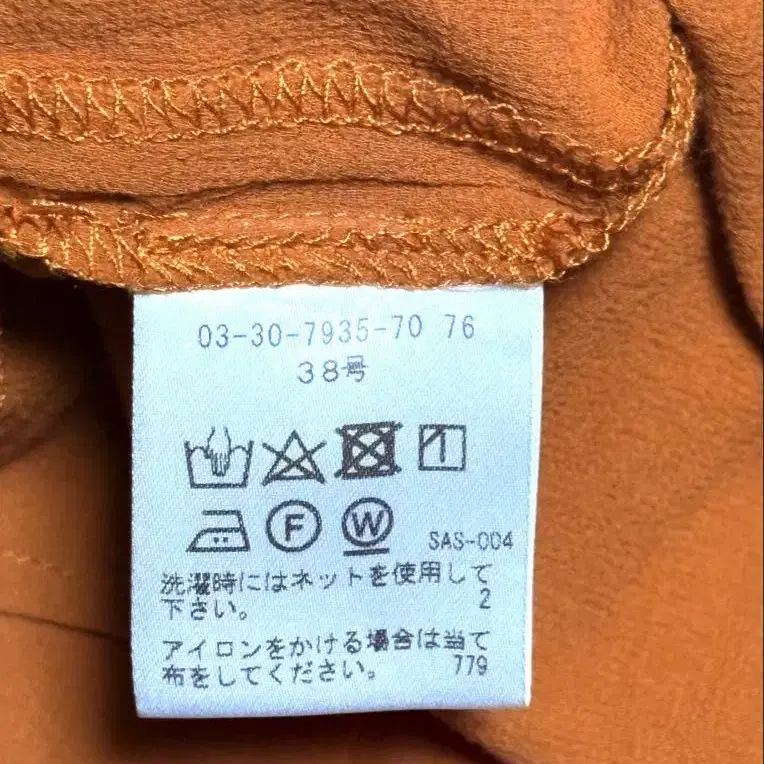 03-30-7935-70 76
38号
F W SAS-004
洗濯時にはネットを使用して
下さい。 2
アイロンをかける場合は当て
布をしてください。 779